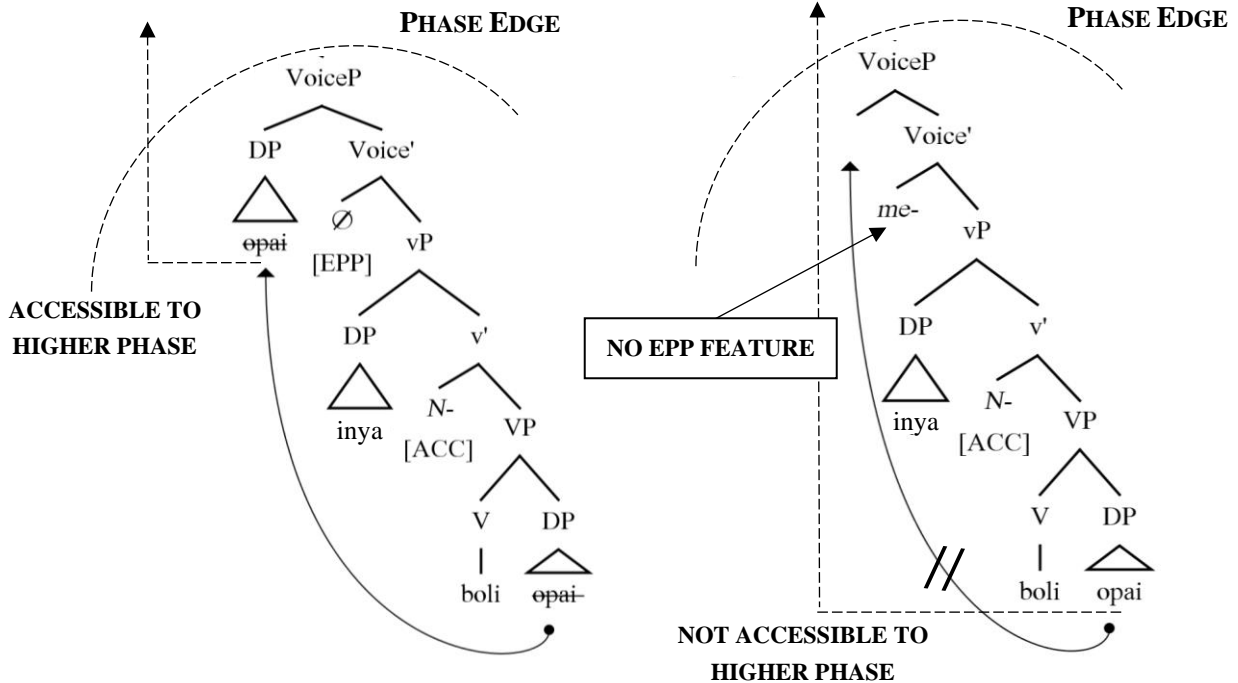 PHASE EDGE
VoiceP
DP Voice'
opai ∅ vP
[EPP]
ACCESSIBLE TO
HIGHER PHASE
DP v'
inya N- VP
[ACC]
V DP
boli opai
PHASE EDGE
VoiceP
Voice'
me- vP
NO EPP FEATURE
DP v'
inya N- VP
[ACC]
V DP
boli opai
NOT ACCESSIBLE TO
HIGHER PHASE